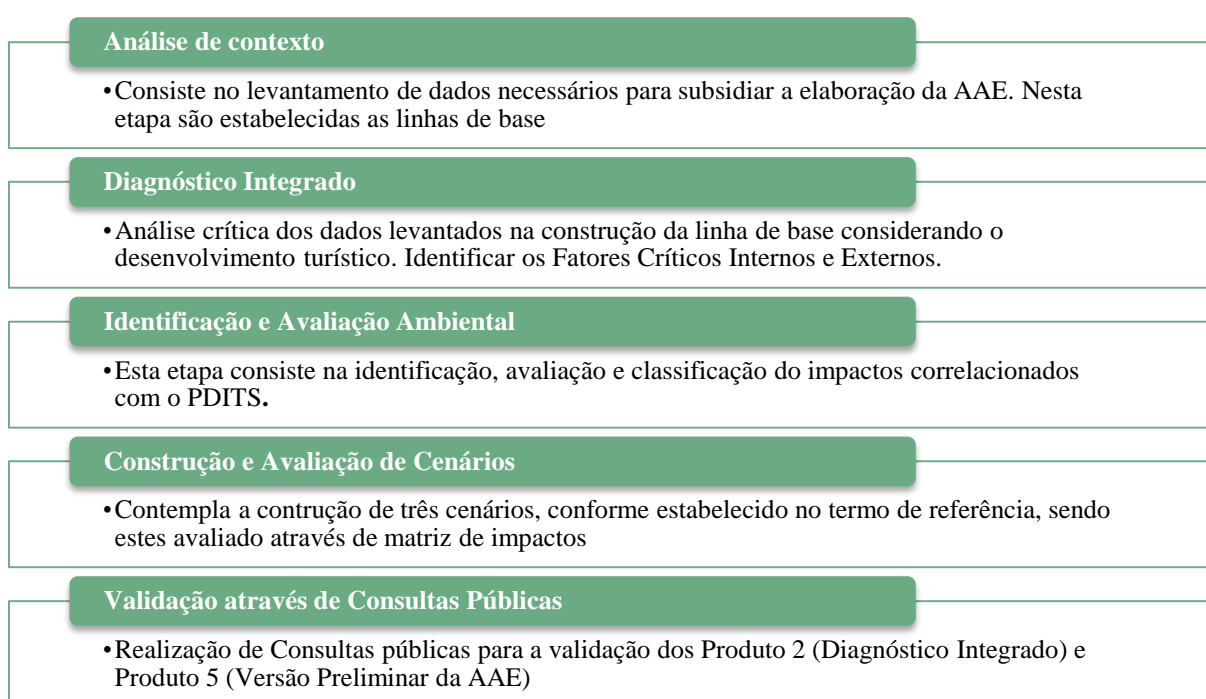 Análise de contexto
•Consiste no levantamento de dados necessários para subsidiar a elaboração da AAE. Nesta
etapa são estabelecidas as linhas de base
Diagnóstico Integrado
•Análise crítica dos dados levantados na construção da linha de base considerando o
desenvolvimento turístico. Identificar os Fatores Críticos Internos e Externos.
Identificação e Avaliação Ambiental
•Esta etapa consiste na identificação, avaliação e classificação do impactos correlacionados
com o PDITS.
Construção e Avaliação de Cenários
•Contempla a contrução de três cenários, conforme estabelecido no termo de referência, sendo
estes avaliado através de matriz de impactos
Validação através de Consultas Públicas
•Realização de Consultas públicas para a validação dos Produto 2 (Diagnóstico Integrado) e
Produto 5 (Versão Preliminar da AAE)